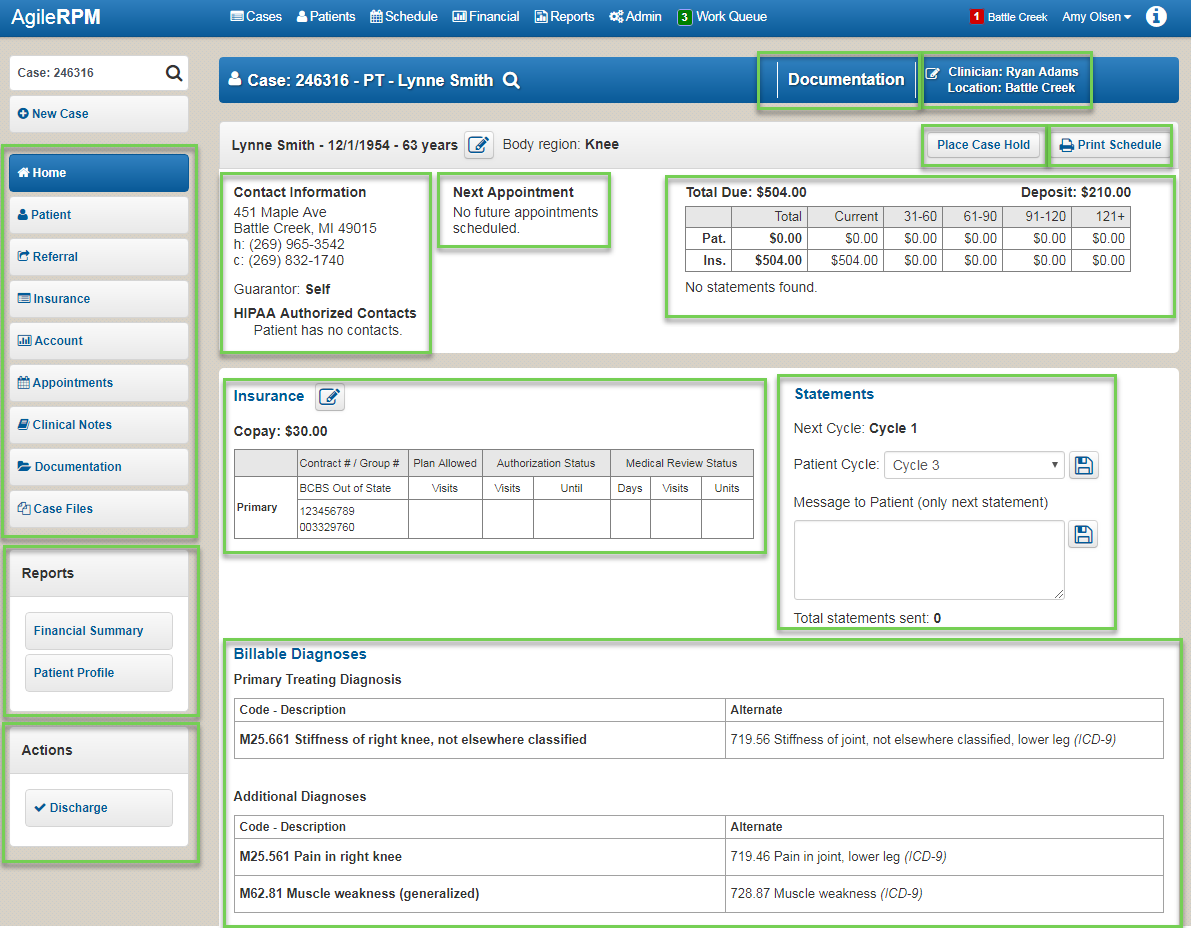 AgileRPM
Cases Patients Schedule Financial Reports Admin 3 Work Queue
1 Battle Creek Amy Olsen
Case: 246316
New Case
Home
Patient
Referral
Insurance
Account
Appointments
Clinical Notes
Documentation
Case Files
Reports
Financial Summary
Patient Profile
Actions
Discharge
Case: 246316 - PT - Lynne Smith
Documentation
Clinician: Ryan Adams
Location: Battle Creek
Lynne Smith - 12/1/1954 - 63 years Body region: Knee
Place Case Hold Print Schedule
Contact Information
451 Maple Ave
Battle Creek, MI 49015
h: (269) 965-3542
c: (269) 832-1740
Guarantor: Self
HIPAA Authorized Contacts
Patient has no contacts.
Next Appointment
No future appointments
scheduled.
Total Due: $504.00 Deposit: $210.00
Total Current 31-60 61-90 91-120 121+
Pat. $0.00 $0.00 $0.00 $0.00 $0.00 $0.00
Ins. $504.00 $504.00 $0.00 $0.00 $0.00 $0.00
No statements found.
Insurance
Copay: $30.00
Contract # / Group # Plan Allowed Authorization Status Medical Review Status
Primary BCBS Out of State Visits Visits Until Days Visits Units
123456789
003329760
Statements
Next Cycle: Cycle 1
Patient Cycle: Cycle 3
Message to Patient (only next statement)
Total statements sent: 0
Billable Diagnoses
Primary Treating Diagnosis
Code - Description Alternate
M25.661 Stiffness of right knee, not elsewhere classified 719.56 Stiffness of joint, not elsewhere classified, lower leg (ICD-9)
Additional Diagnoses
Code - Description Alternate
M25.561 Pain in right knee 719.46 Pain in joint, lower leg (ICD-9)
M62.81 Muscle weakness (generalized) 728.87 Muscle weakness (ICD-9)